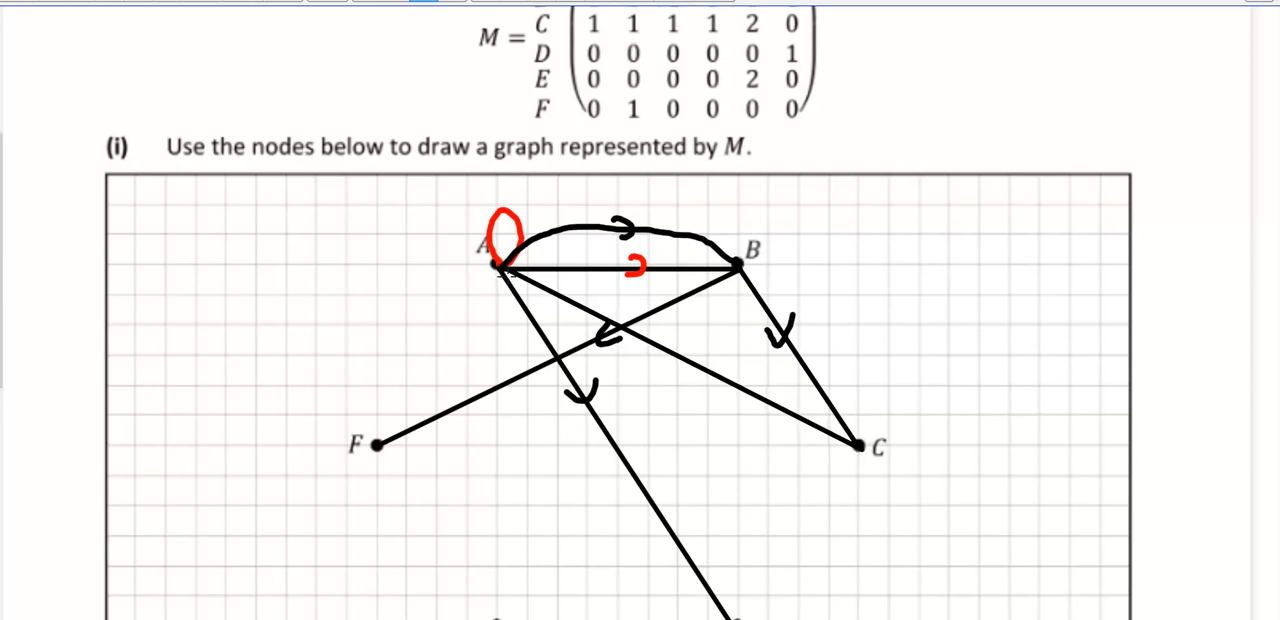 M = C 1 1 1 1 2 0
D 0 0 0 0 0 1
E 0 0 0 0 2 0
F 0 1 0 0 0 0
(i) Use the nodes below to draw a graph represented by M.
A B
F C